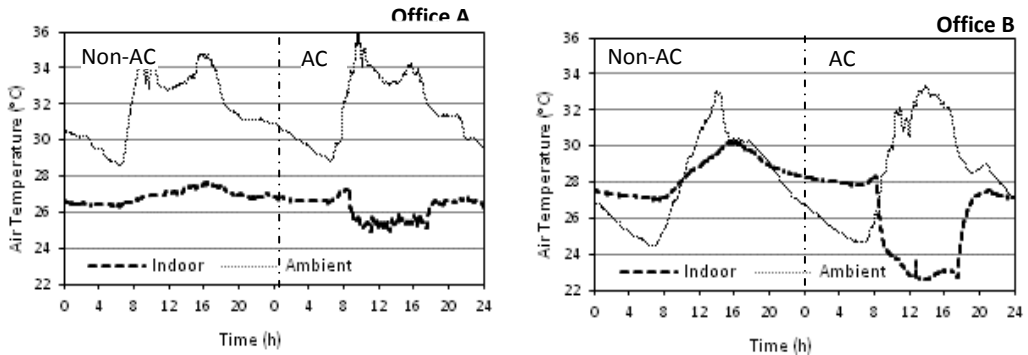 Office A
36
34
32
30
28
26
24
22
Air Temperature (°C)
Non-AC
AC
Indoor
Ambient
0 4 8 12 16 20 0 4 8 12 16 20 24
Time (h)
Office B
36
34
32
30
28
26
24
22
Air Temperature (°C)
Non-AC
AC
Indoor
Ambient
0 4 8 12 16 20 0 4 8 12 16 20 24
Time (h)